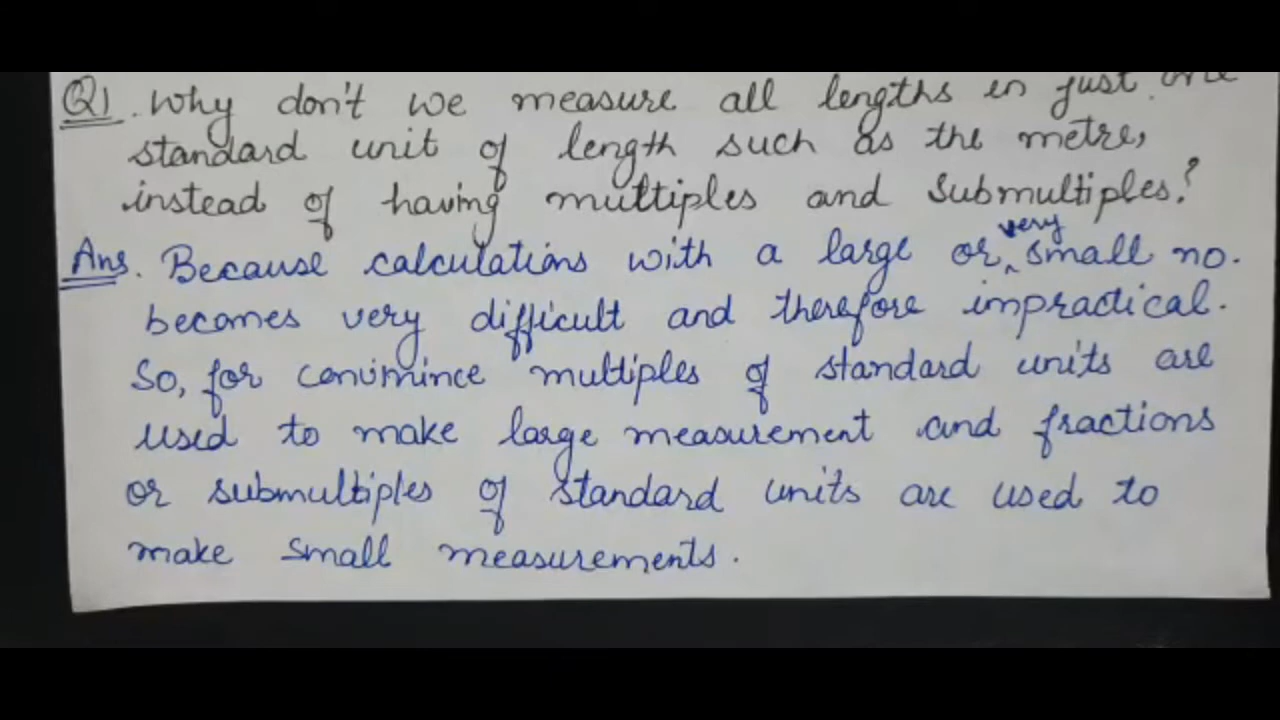 Q1. Why don't we measure all lengths in just one
standard unit of length such as the metre,
instead of having multiples and submultiples?
Ans. Because calculations with a large or very small no.
becomes very difficult and therefore impractical.
So, for convinince multiples of standard units are
used to make large measurement and fractions
or submultiples of standard units are used to
make small measurements.